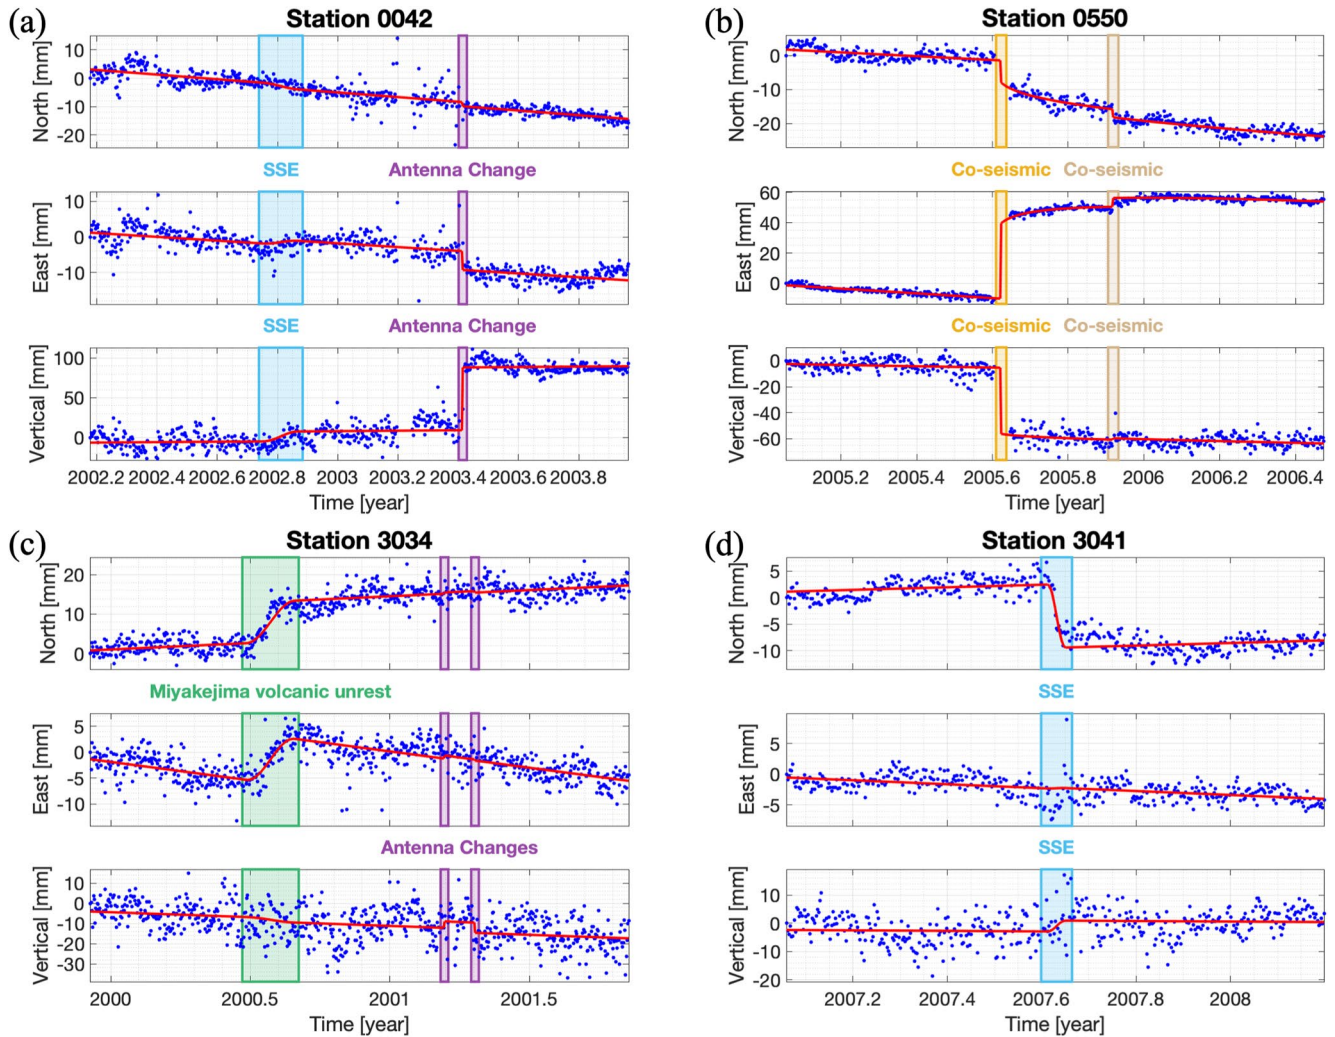 (a)
Station 0042
North [mm]
10
0
-10
-20
SSE
Antenna Change
East [mm]
10
0
-10
SSE
Antenna Change
Vertical [mm]
100
50
0
2002.2 2002.4 2002.6 2002.8 2003 2003.2 2003.4 2003.6 2003.8
Time [year]
(b)
Station 0550
North [mm]
0
-10
-20
Co-seismic Co-seismic
East [mm]
60
40
20
0
Co-seismic Co-seismic
Vertical [mm]
0
-20
-40
-60
2005.2 2005.4 2005.6 2005.8 2006 2006.2 2006.4
Time [year]
(c)
Station 3034
North [mm]
20
10
0
Miyakejima volcanic unrest
East [mm]
5
0
-5
-10
Antenna Changes
Vertical [mm]
10
0
-10
-20
-30
2000 2000.5 2001 2001.5
Time [year]
(d)
Station 3041
North [mm]
5
0
-5
-10
SSE
East [mm]
5
0
-5
SSE
Vertical [mm]
10
0
-10
-20
2007.2 2007.4 2007.6 2007.8 2008
Time [year]